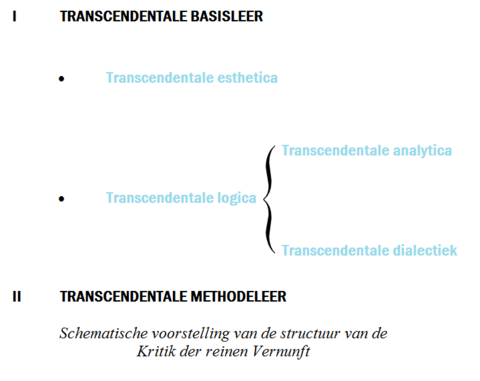 I TRANSCENDENTALE BASISLEER
• Transcendentale esthetica
Transcendentale analytica
• Transcendentale logica
Transcendentale dialectiek
II TRANSCENDENTALE METHODELEER
Schematische voorstelling van de structuur van de
Kritik der reinen Vernunft